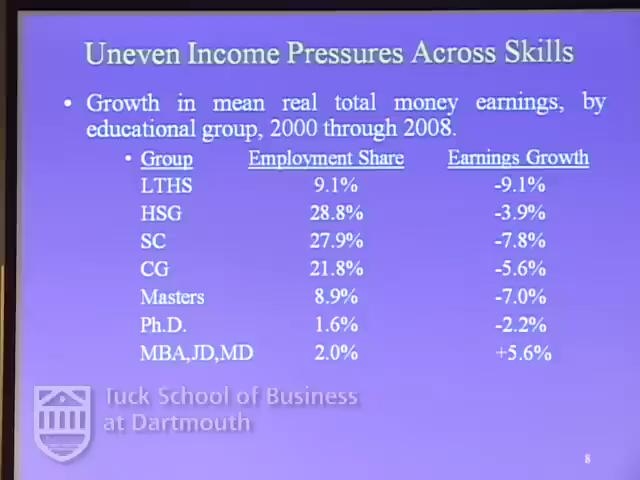 Uneven Income Pressures Across Skills
• Growth in mean real total money earnings, by
educational group, 2000 through 2008.
• Group Employment Share Earnings Growth
LTHS 9.1% -9.1%
HSG 28.8% -3.9%
SC 27.9% -7.8%
CG 21.8% -5.6%
Masters 8.9% -7.0%
Ph.D. 1.6% -2.2%
MBA,JD,MD 2.0% +5.6%
Tuck School of Business
at Dartmouth
8